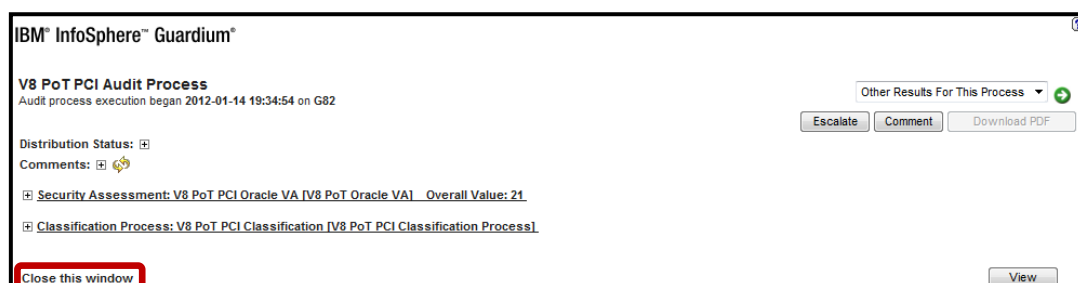 IBM® InfoSphere™ Guardium®
V8 PoT PCI Audit Process
Audit process execution began 2012-01-14 19:34:54 on G82
Other Results For This Process
Escalate Comment Download PDF
Distribution Status:
Comments:
Security Assessment: V8 PoT PCI Oracle VA [V8 PoT Oracle VA] Overall Value: 21
Classification Process: V8 PoT PCI Classification [V8 PoT PCI Classification Process]
Close this window View